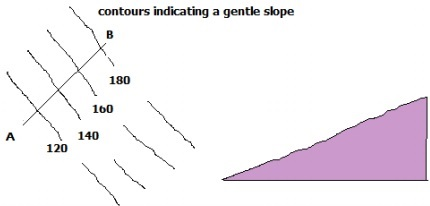 contours indicating a gentle slope
B
180
160
A
140
120